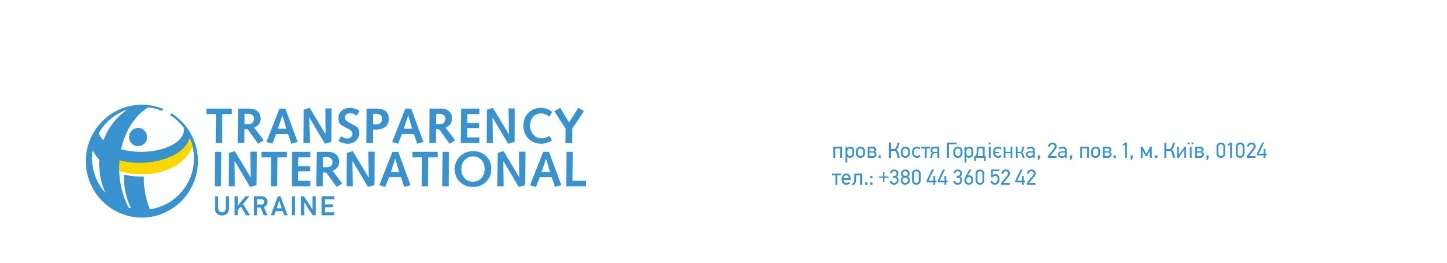 TRANSPARENCY
INTERNATIONAL
UKRAINE
пров. Костя Гордієнка, 2а, пов. 1, м. Київ, 01024
тел.: +380 44 360 52 42